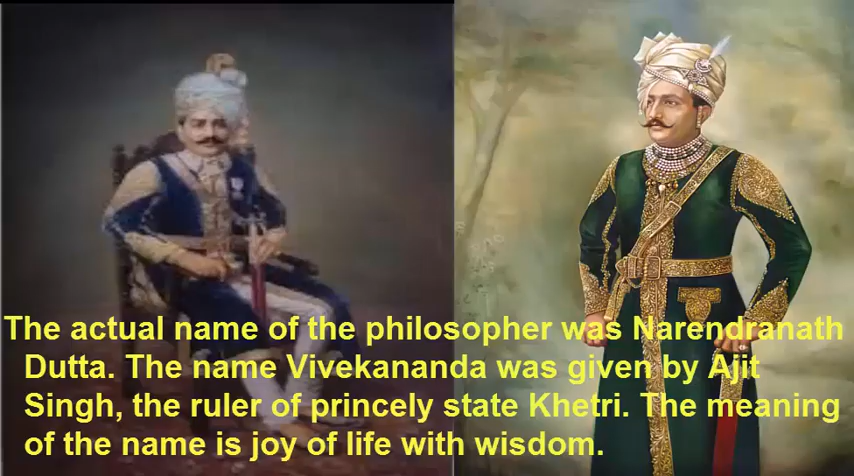 The actual name of the philosopher was Narendranath
Dutta. The name Vivekananda was given by Ajit
Singh, the ruler of princely state Khetri. The meaning
of the name is joy of life with wisdom.